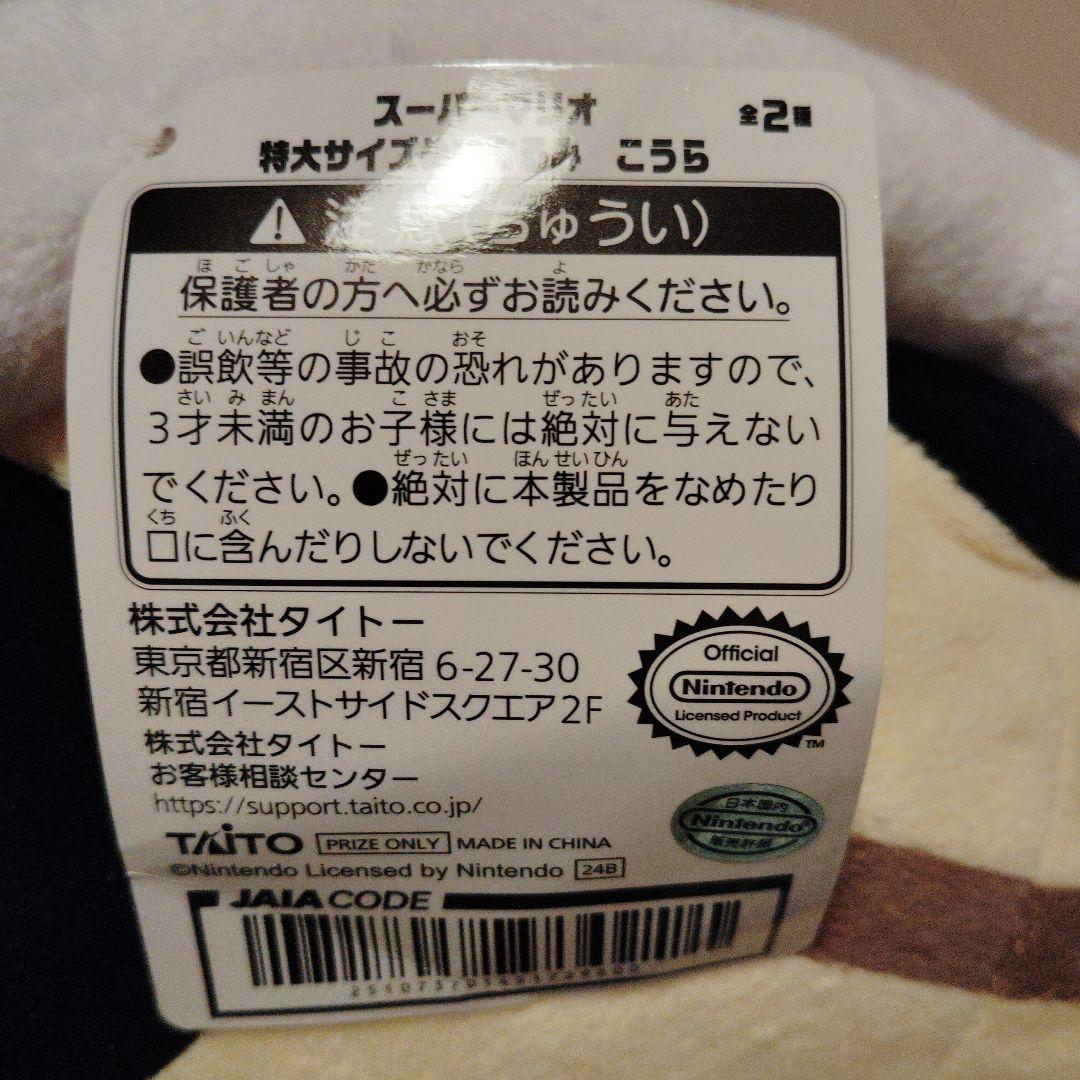 スーパーマリオ 全2種
特大サイズ こうら
注意(ちゅうい)
ほごしゃ かた かなら よ
保護者の方へ必ずお読みください。
ごいんなど じこ おそ
●誤飲等の事故の恐れがありますので、
さいみまん こさま ぜったい あた
3才未満のお子様には絶対に与えない
ぜったい ほんせいひん
でください。●絶対に本製品をなめたり
くち ふく
口に含んだりしないでください。
株式会社タイトー
東京都新宿区新宿 6-27-30
新宿イーストサイドスクエア2F
株式会社タイトー
お客様相談センター
https://support.taito.co.jp/
Official
Nintendo
Licensed Product
TM
日本国内
Nintendo
販売許諾
TAITO PRIZE ONLY MADE IN CHINA
©Nintendo Licensed by Nintendo 24B
JAIA CODE